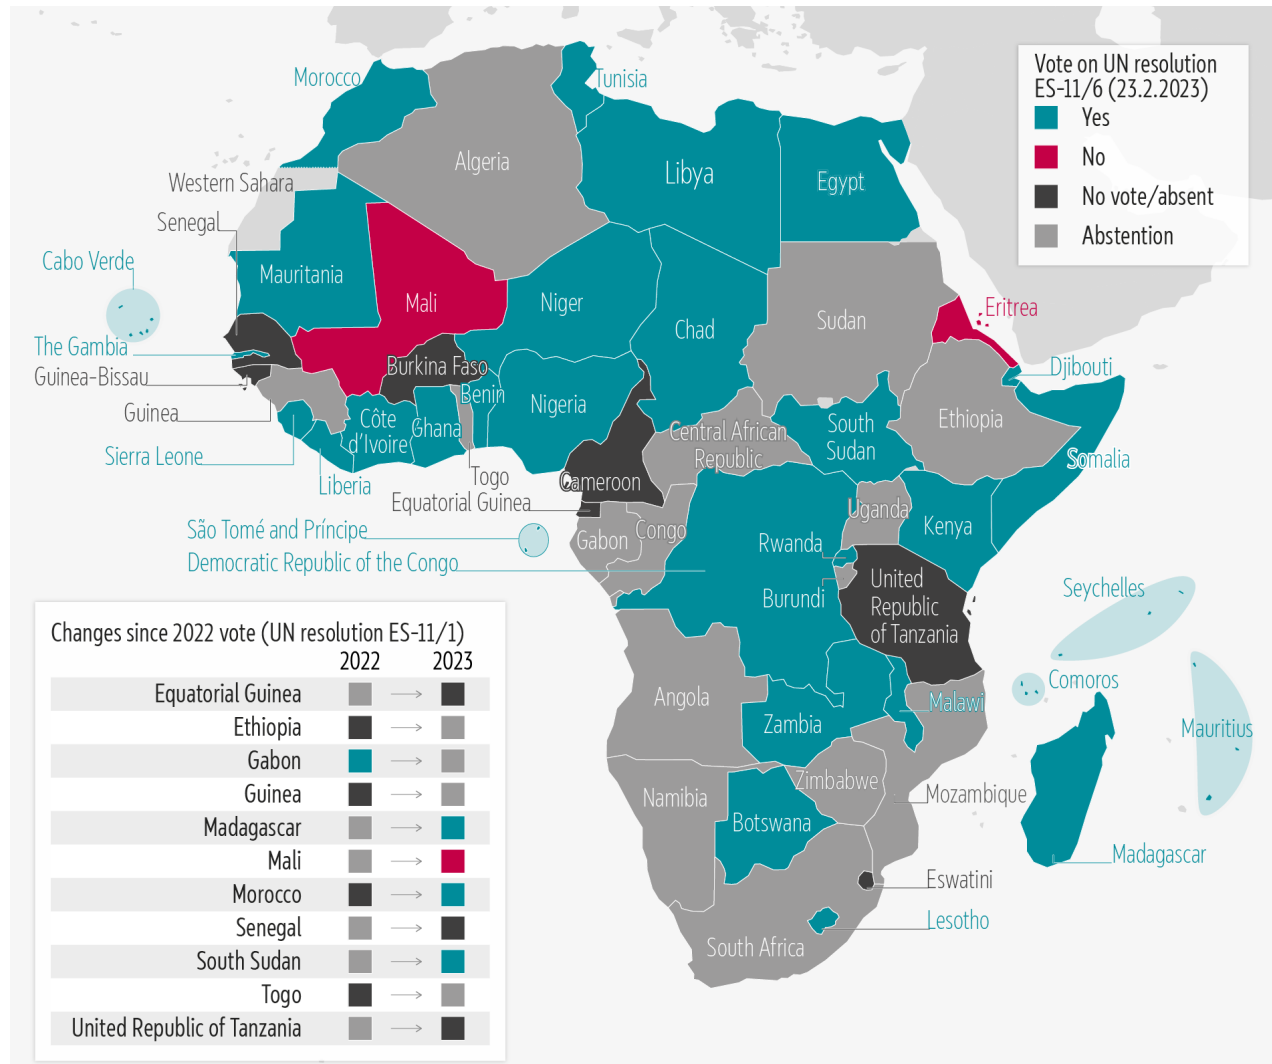 Morocco
Tunisia
Vote on UN resolution
ES-11/6 (23.2.2023)
Yes
No
No vote/absent
Abstention
Algeria
Libya
Egypt
Western Sahara
Senegal
Cabo Verde
Mauritania
Mali
Niger
Chad
Sudan
Eritrea
The Gambia
Guinea-Bissau
Burkina Faso
Djibouti
Guinea
Benin
Nigeria
Côte
d'Ivoire
Ghana
Central African
Republic
South
Sudan
Ethiopia
Somalia
Sierra Leone
Liberia
Togo
Cameroon
Equatorial Guinea
Uganda
Kenya
São Tomé and Príncipe
Gabon
Congo
Rwanda
Democratic Republic of the Congo
Burundi
United
Republic
of Tanzania
Seychelles
Comoros
Angola
Zambia
Malawi
Mauritius
Namibia
Zimbabwe
Mozambique
Botswana
Madagascar
Eswatini
Lesotho
South Africa
Changes since 2022 vote (UN resolution ES-11/1)
2022 2023
Equatorial Guinea
Ethiopia
Gabon
Guinea
Madagascar
Mali
Morocco
Senegal
South Sudan
Togo
United Republic of Tanzania